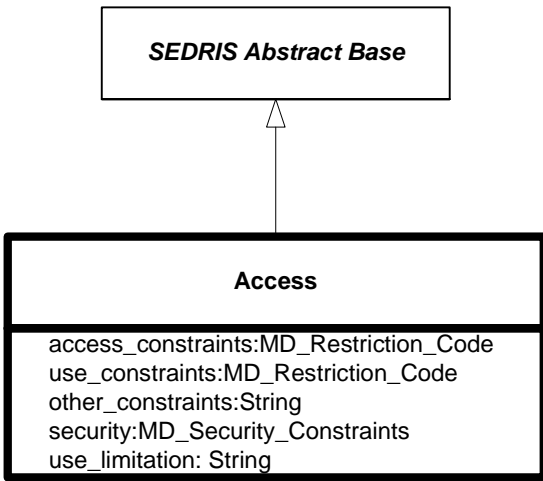 SEDRIS Abstract Base
Access
access_constraints:MD_Restriction_Code
use_constraints:MD_Restriction_Code
other_constraints:String
security:MD_Security_Constraints
use_limitation: String